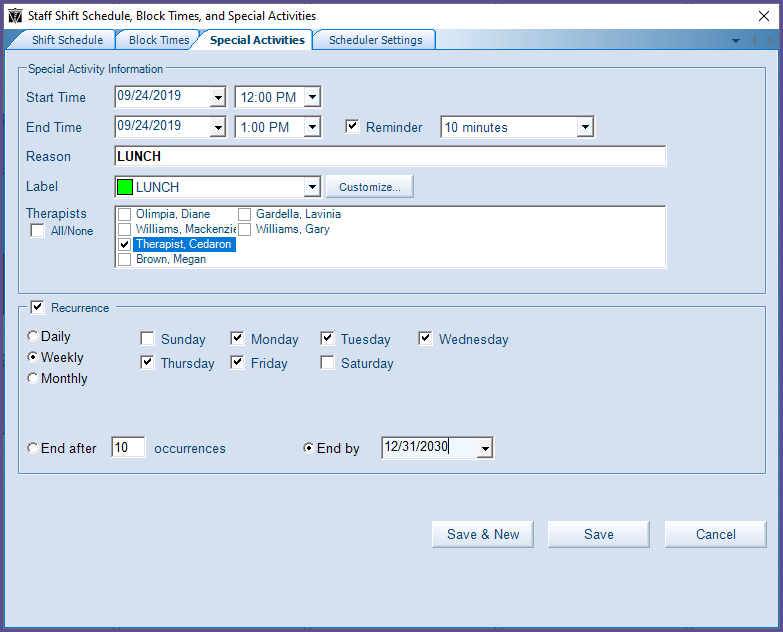 Staff Shift Schedule, Block Times, and Special Activities
Shift Schedule Block Times Special Activities Scheduler Settings
Special Activity Information
Start Time 09/24/2019 12:00 PM
End Time 09/24/2019 1:00 PM Reminder 10 minutes
Reason LUNCH
Label LUNCH Customize...
Therapists Olimpia, Diane Gardella, Lavinia
All/None Williams, Mackenzie Williams, Gary
Therapist, Cedaron
Brown, Megan
Recurrence
Daily Sunday Monday Tuesday Wednesday
Weekly Thursday Friday Saturday
Monthly
End after 10 occurrences End by 12/31/2030
Save & New Save Cancel